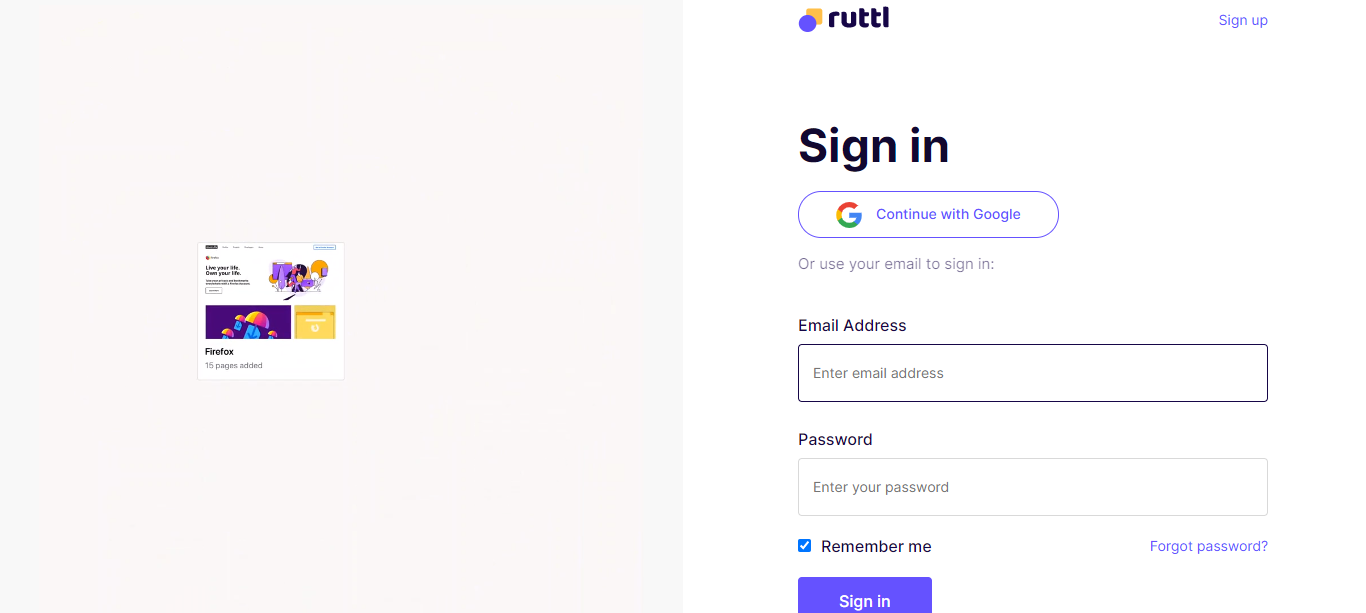 ruttl
Sign up
Sign in
Continue with Google
Or use your email to sign in:
Email Address
Enter email address
Password
Enter your password
Remember me
Forgot password?
Sign in
Live your life.
Own your life.
Firefox
15 pages added